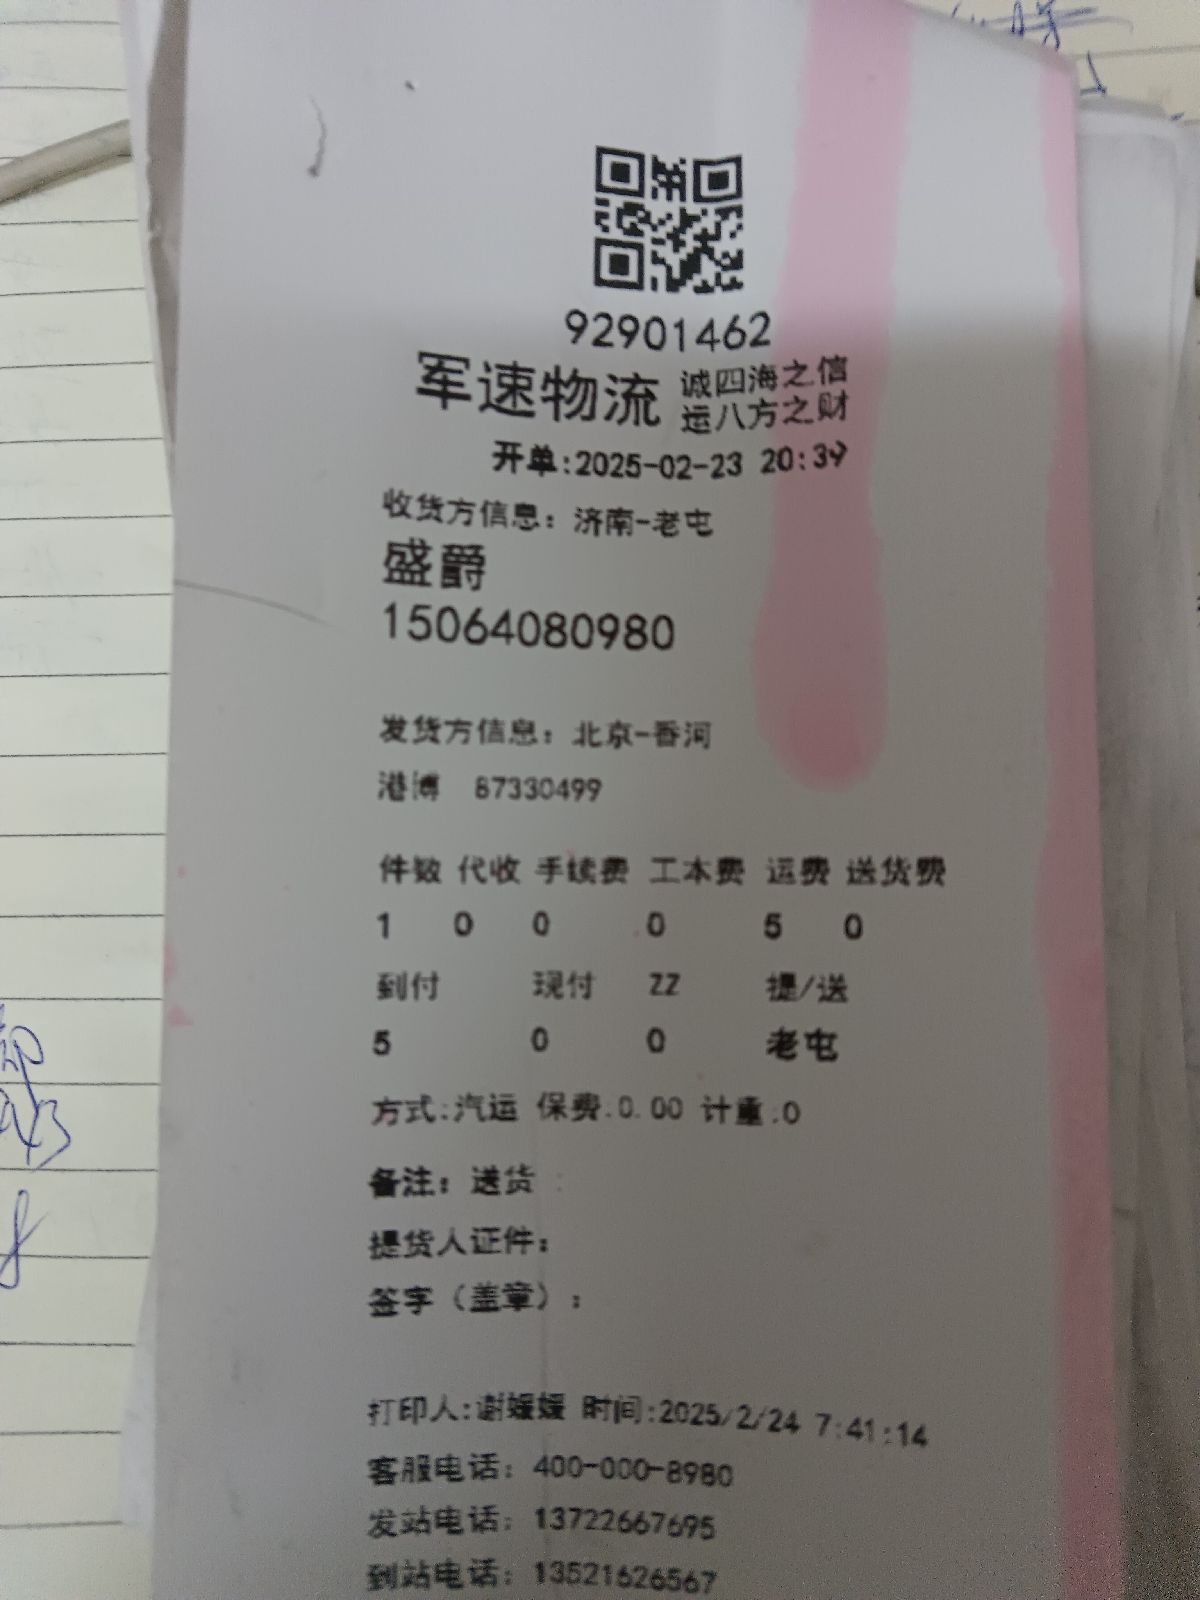 92901462
军速物流 诚四海之信
运八方之财
开单:2025-02-23 20:39
收货方信息：济南-老屯
盛爵
15064080980
发货方信息：北京-香河
港博 87330499
件数 代收 手续费 工本费 运费 送货费
1 0 0 0 5 0
到付 现付 ZZ 提/送
5 0 0 老屯
方式:汽运 保费:0.00 计重:0
备注：送货
提货人证件：
签字（盖章）：
打印人:谢媛媛 时间:2025/2/24 7:41:14
客服电话：400-000-8980
发站电话：13722667695
到站电话：13521626567